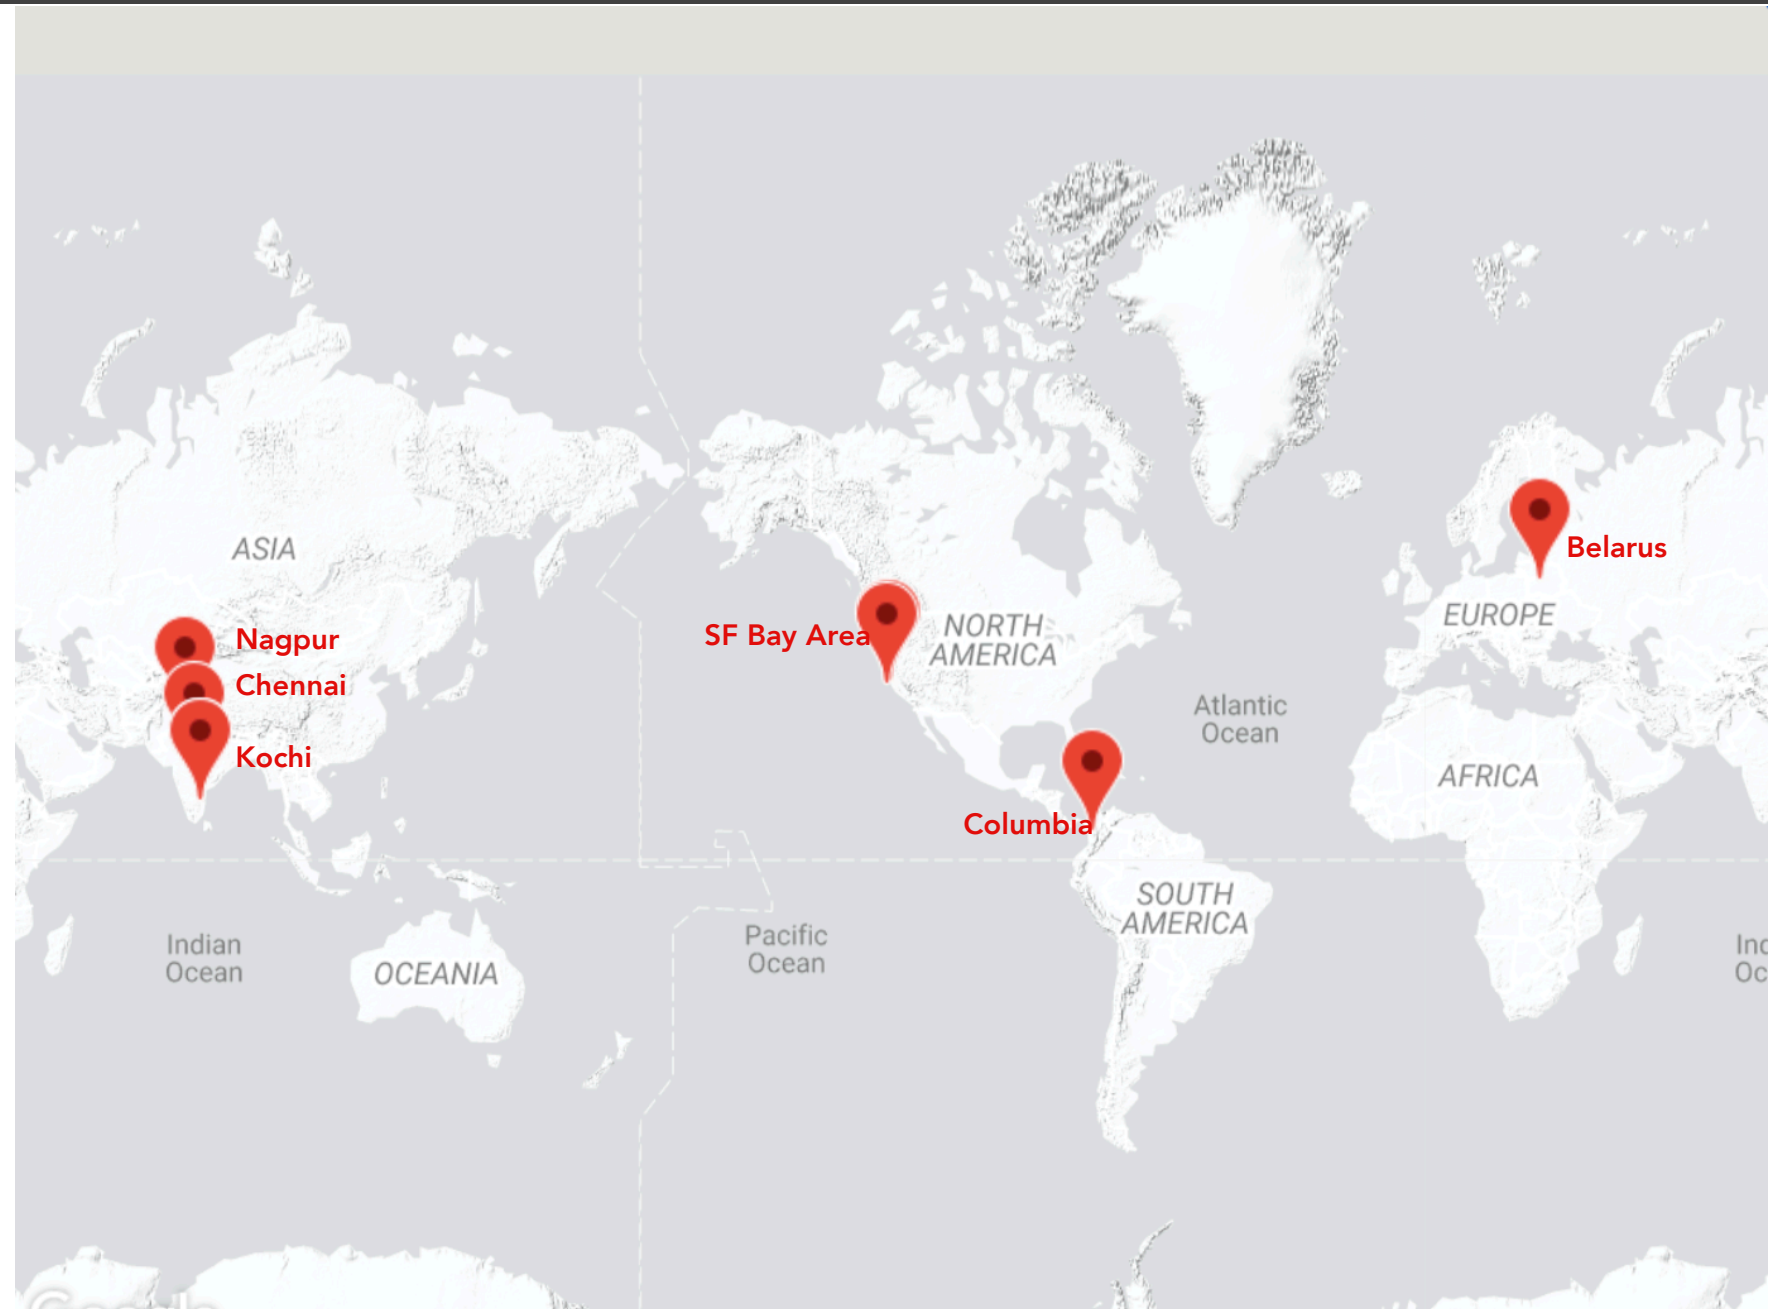 ASIA
Belarus
EUROPE
Nagpur
SF Bay Area
NORTH
AMERICA
Chennai
Kochi
Atlantic
Ocean
AFRICA
Columbia
SOUTH
AMERICA
Indian
Ocean
OCEANIA
Pacific
Ocean